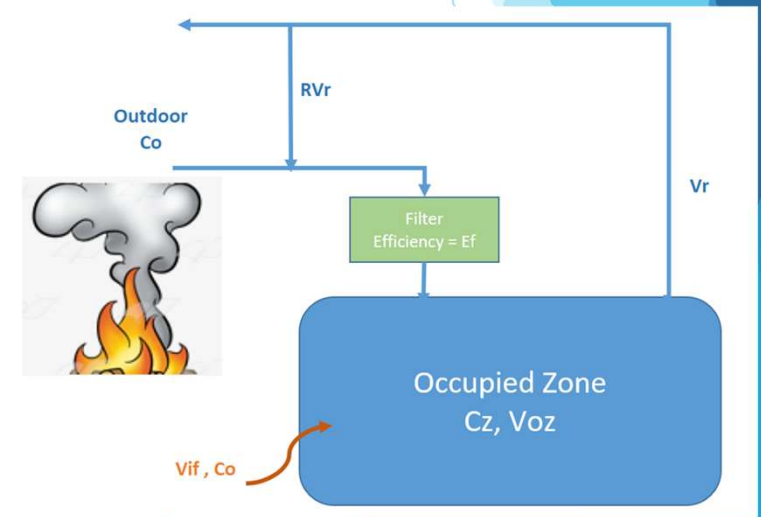 RVr
Outdoor
Co
Vr
Filter
Efficiency = Ef
Occupied Zone
Cz, Voz
Vif , Co